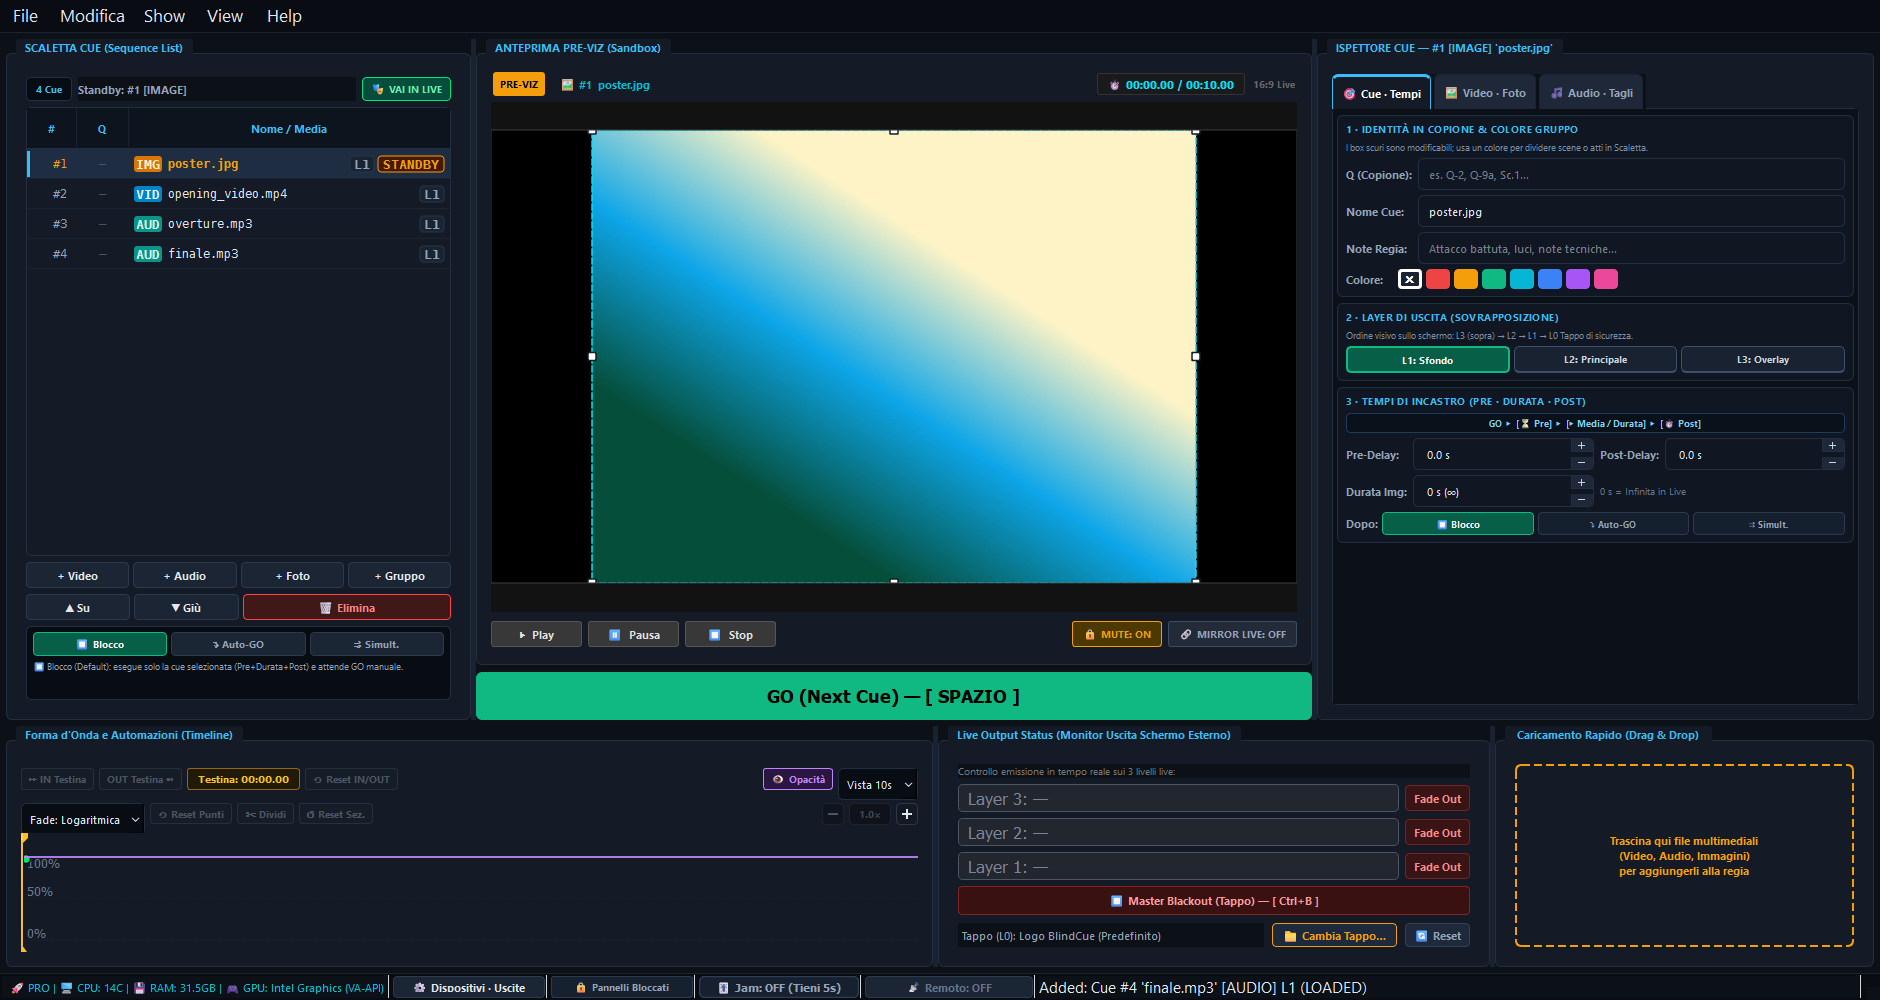 File Modifica Show View Help
SCALETTA CUE (Sequence List)
4 Cue Standby: #1 [IMAGE] VAI IN LIVE
# Q Nome / Media
#1 — IMG poster.jpg L1 STANDBY
#2 — VID opening_video.mp4 L1
#3 — AUD overture.mp3 L1
#4 — AUD finale.mp3 L1
+ Video + Audio + Foto + Gruppo
▲ Su ▼ Giù Elimina
Blocco Auto-GO Simult.
Blocco (Default): esegue solo la cue selezionata (Pre+Durata+Post) e attende GO manuale.
ANTEPRIMA PRE-VIZ (Sandbox)
PRE-VIZ #1 poster.jpg 00:00.00 / 00:10.00 16:9 Live
Play Pausa Stop MUTE: ON MIRROR LIVE: OFF
GO (Next Cue) — [ SPAZIO ]
ISPETTORE CUE — #1 [IMAGE] 'poster.jpg'
Cue · Tempi Video · Foto Audio · Tagli
1 · IDENTITÀ IN COPIONE & COLORE GRUPPO
I box scuri sono modificabili; usa un colore per dividere scene o atti in Scaletta.
Q (Copione): es. Q-2, Q-9a, Sc.1...
Nome Cue: poster.jpg
Note Regia: Attacco battuta, luci, note tecniche...
Colore: X
2 · LAYER DI USCITA (SOVRAPPOSIZIONE)
Ordine visivo sullo schermo: L3 (sopra) → L2 → L1 → L0 Tappo di sicurezza.
L1: Sfondo L2: Principale L3: Overlay
3 · TEMPI DI INCASTRO (PRE · DURATA · POST)
GO ▸ [⏳ Pre] ▸ [▸ Media / Durata] ▸ [⏰ Post]
Pre-Delay: 0.0 s + − Post-Delay: 0.0 s + −
Durata Img: 0 s (∞) + − 0 s = Infinita in Live
Dopo: Blocco Auto-GO Simult.
Forma d'Onda e Automazioni (Timeline)
IN Testina OUT Testina Testina: 00:00.00 Reset IN/OUT Opacità Vista 10s
Fade: Logaritmica Reset Punti Dividi Reset Sez. − 1.0x +
100%
50%
0%
Live Output Status (Monitor Uscita Schermo Esterno)
Controllo emissione in tempo reale sui 3 livelli live:
Layer 3: — Fade Out
Layer 2: — Fade Out
Layer 1: — Fade Out
Master Blackout (Tappo) — [ Ctrl+B ]
Tappo (L0): Logo BlindCue (Predefinito) Cambia Tappo... Reset
Caricamento Rapido (Drag & Drop)
Trascina qui file multimediali
(Video, Audio, Immagini)
per aggiungerli alla regia
PRO | CPU: 14C | RAM: 31.5GB | GPU: Intel Graphics (VA-API) Dispositivi · Uscite Pannelli Bloccati Jam: OFF (Tieni 5s) Remoto: OFF Added: Cue #4 'finale.mp3' [AUDIO] L1 (LOADED)